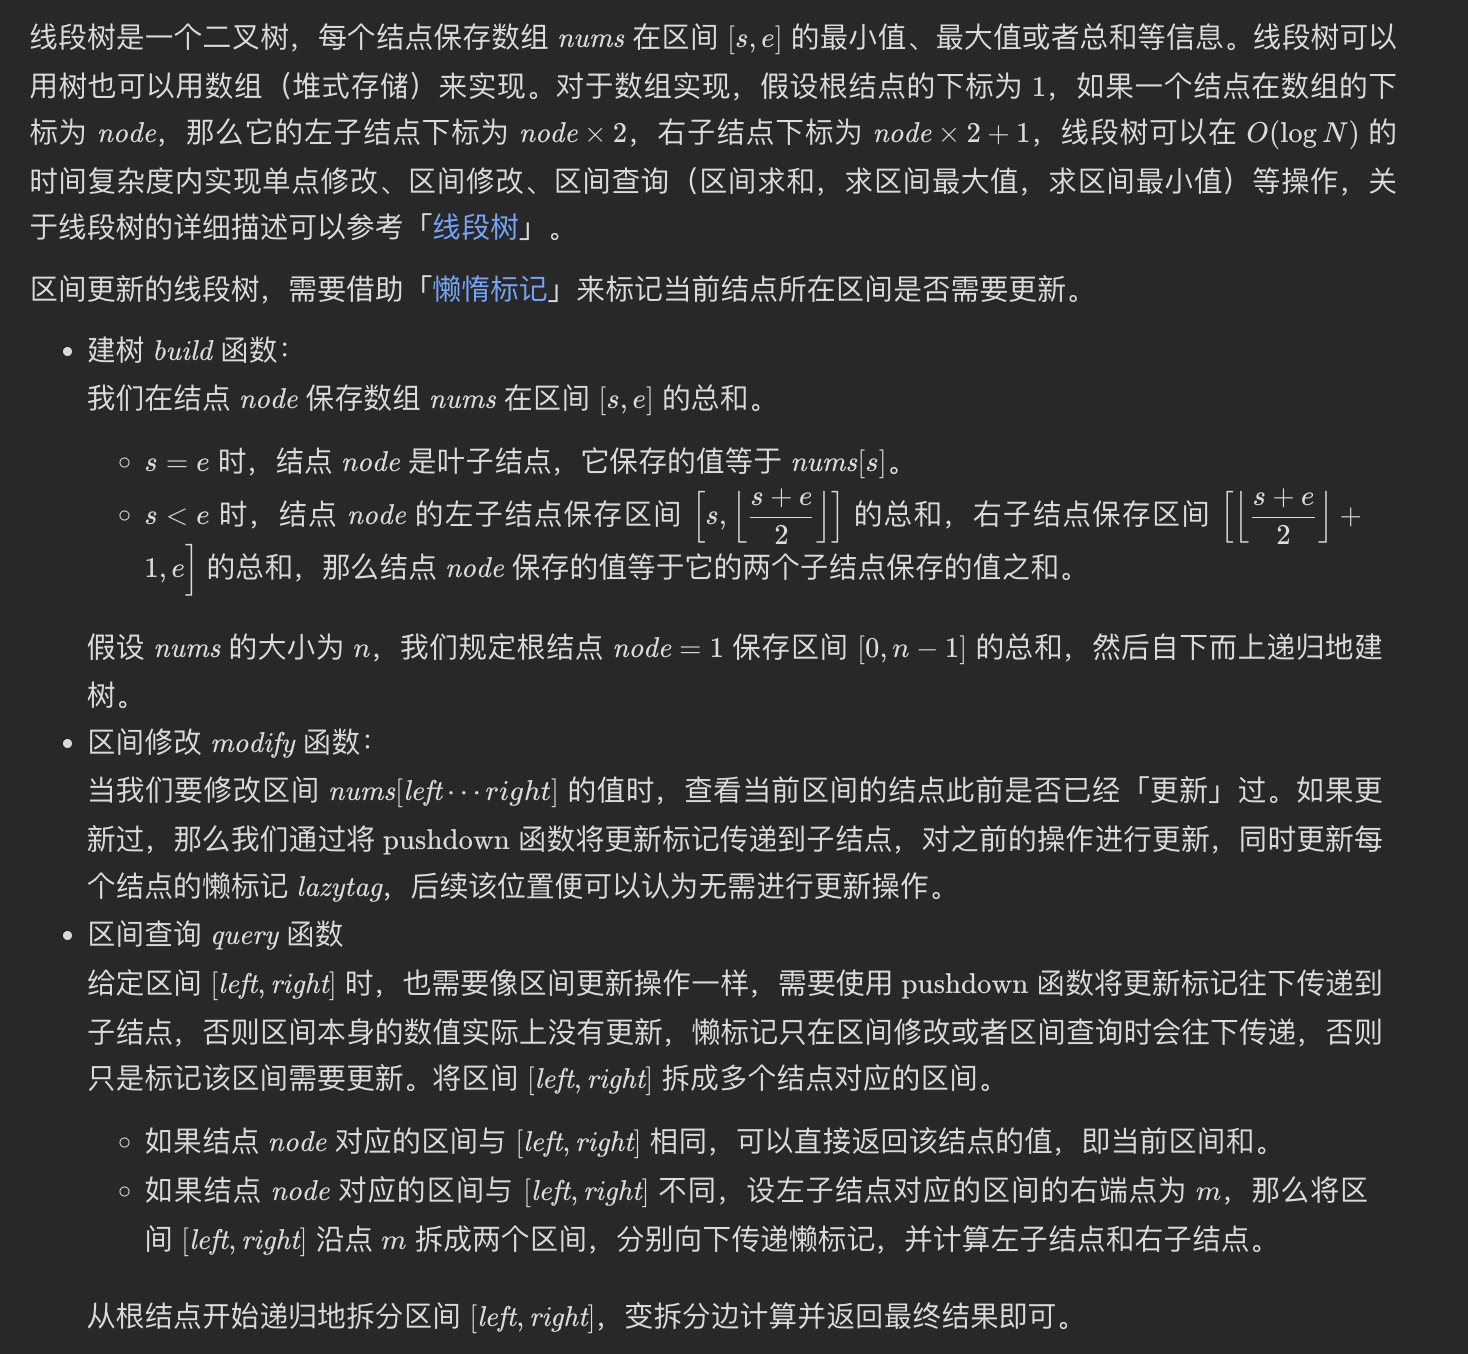 线段树是一个二叉树，每个结点保存数组 nums 在区间 [s, e] 的最小值、最大值或者总和等信息。线段树可以
用树也可以用数组（堆式存储）来实现。对于数组实现，假设根结点的下标为 1，如果一个结点在数组的下
标为 node，那么它的左子结点下标为 node × 2，右子结点下标为 node × 2 + 1，线段树可以在 O(log N) 的
时间复杂度内实现单点修改、区间修改、区间查询（区间求和，求区间最大值，求区间最小值）等操作，关
于线段树的详细描述可以参考「线段树」。
区间更新的线段树，需要借助「懒惰标记」来标记当前结点所在区间是否需要更新。
• 建树 build 函数：
我们在结点 node 保存数组 nums 在区间 [s, e] 的总和。
◦ s = e 时，结点 node 是叶子结点，它保存的值等于 nums[s]。
◦ s < e 时，结点 node 的左子结点保存区间 [s, ⌊(s + e)/2⌋] 的总和，右子结点保存区间 [⌊(s + e)/2⌋ +
1, e] 的总和，那么结点 node 保存的值等于它的两个子结点保存的值之和。
假设 nums 的大小为 n，我们规定根结点 node = 1 保存区间 [0, n − 1] 的总和，然后自下而上递归地建
树。
• 区间修改 modify 函数：
当我们要修改区间 nums[left ⋯ right] 的值时，查看当前区间的结点此前是否已经「更新」过。如果更
新过，那么我们通过将 pushdown 函数将更新标记传递到子结点，对之前的操作进行更新，同时更新每
个结点的懒标记 lazytag，后续该位置便可以认为无需进行更新操作。
• 区间查询 query 函数
给定区间 [left, right] 时，也需要像区间更新操作一样，需要使用 pushdown 函数将更新标记往下传递到
子结点，否则区间本身的数值实际上没有更新，懒标记只在区间修改或者区间查询时会往下传递，否则
只是标记该区间需要更新。将区间 [left, right] 拆成多个结点对应的区间。
◦ 如果结点 node 对应的区间与 [left, right] 相同，可以直接返回该结点的值，即当前区间和。
◦ 如果结点 node 对应的区间与 [left, right] 不同，设左子结点对应的区间的右端点为 m，那么将区
间 [left, right] 沿点 m 拆成两个区间，分别向下传递懒标记，并计算左子结点和右子结点。
从根结点开始递归地拆分区间 [left, right]，变拆分边计算并返回最终结果即可。